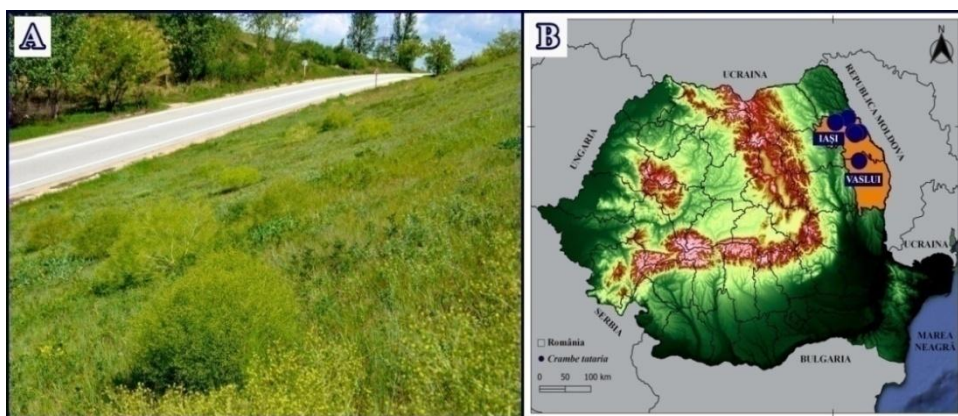 A
B
N
UCRAINA
REPUBLICA MOLDOVA
UNGARIA
IAȘI
VASLUI
UCRAINA
SERBIA
România
Crambe tataria
0 50 100 km
BULGARIA
MAREA
NEAGRĂ